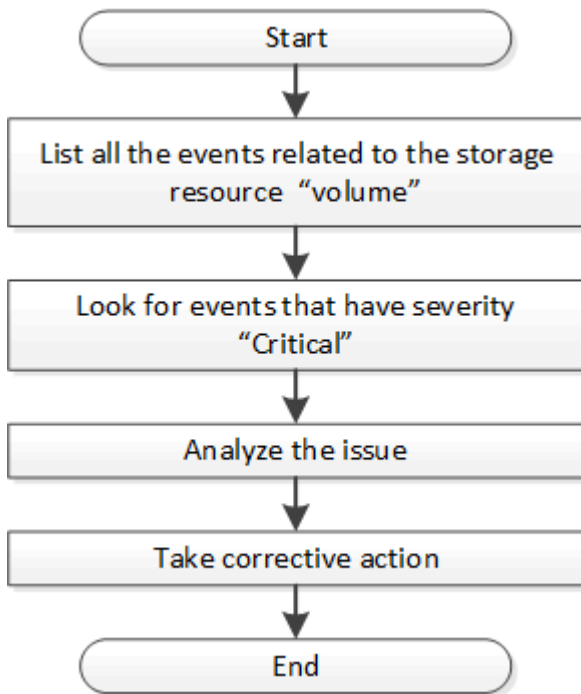 Start
List all the events related to the storage
resource “volume”
Look for events that have severity
“Critical”
Analyze the issue
Take corrective action
End